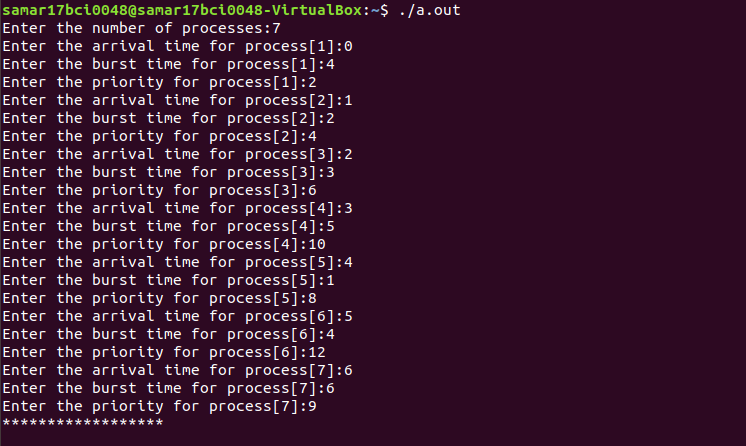 samar17bci0048@samar17bci0048-VirtualBox:~$ ./a.out
Enter the number of processes:7
Enter the arrival time for process[1]:0
Enter the burst time for process[1]:4
Enter the priority for process[1]:2
Enter the arrival time for process[2]:1
Enter the burst time for process[2]:2
Enter the priority for process[2]:4
Enter the arrival time for process[3]:2
Enter the burst time for process[3]:3
Enter the priority for process[3]:6
Enter the arrival time for process[4]:3
Enter the burst time for process[4]:5
Enter the priority for process[4]:10
Enter the arrival time for process[5]:4
Enter the burst time for process[5]:1
Enter the priority for process[5]:8
Enter the arrival time for process[6]:5
Enter the burst time for process[6]:4
Enter the priority for process[6]:12
Enter the arrival time for process[7]:6
Enter the burst time for process[7]:6
Enter the priority for process[7]:9
******************